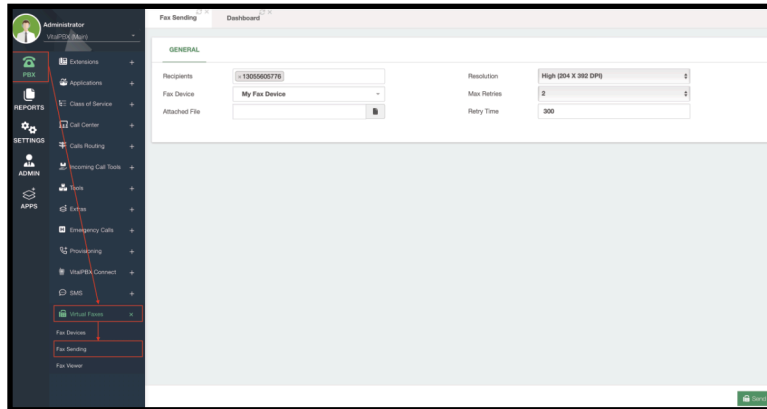 Administrator
VitalPBX (Main)
Fax Sending
Dashboard
PBX
REPORTS
SETTINGS
ADMIN
APPS
Extensions
Applications
Class of Service
Call Center
Calls Routing
Incoming Call Tools
Tools
Extras
Emergency Calls
Provisioning
VitalPBX Connect
SMS
Virtual Faxes
Fax Devices
Fax Sending
Fax Viewer
GENERAL
Recipients
× 13055605776
Resolution
High (204 X 392 DPI)
Fax Device
My Fax Device
Max Retries
2
Attached File
Retry Time
300
Send